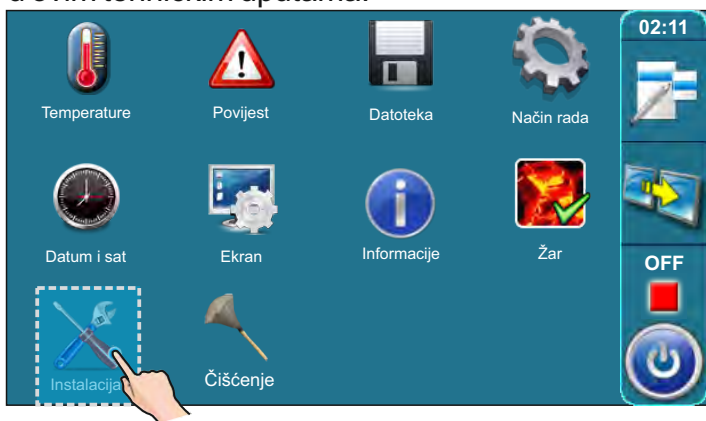 02:11
Temperature
Povijest
Datoteka
Način rada
Datum i sat
Ekran
Informacije
Žar
OFF
Instalacija
Čišćenje